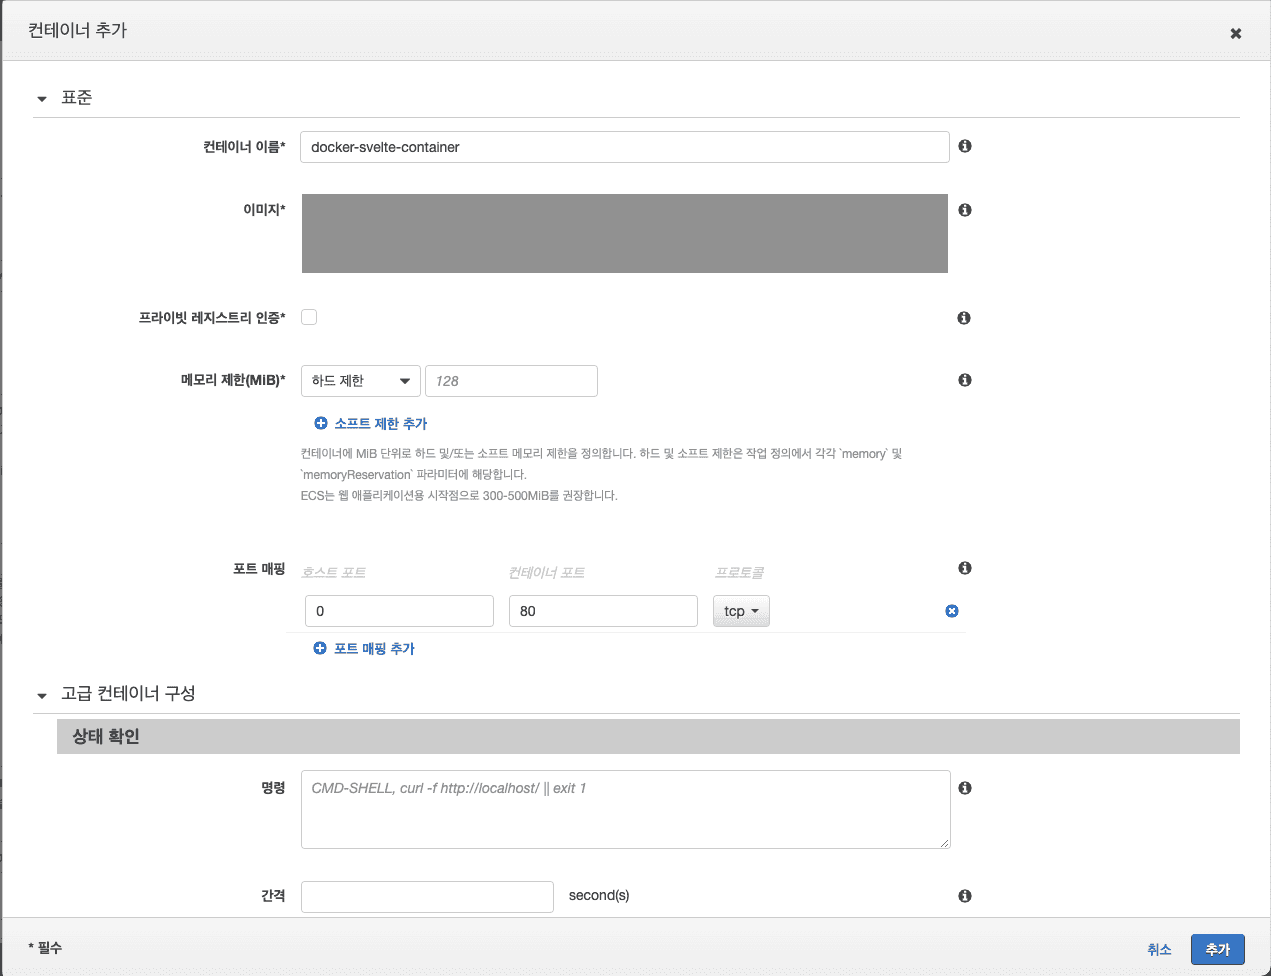 컨테이너 추가
표준
컨테이너 이름*
docker-svelte-container
이미지*
프라이빗 레지스트리 인증*
메모리 제한(MiB)*
하드 제한
128
소프트 제한 추가
컨테이너에 MiB 단위로 하드 및/또는 소프트 메모리 제한을 정의합니다. 하드 및 소프트 제한은 작업 정의에서 각각 `memory` 및
`memoryReservation` 파라미터에 해당합니다.
ECS는 웹 애플리케이션용 시작점으로 300-500MiB를 권장합니다.
포트 매핑
호스트 포트 컨테이너 포트 프로토콜
0 80 tcp
포트 매핑 추가
고급 컨테이너 구성
상태 확인
명령
CMD-SHELL, curl -f http://localhost/ || exit 1
간격
second(s)
* 필수
취소
추가